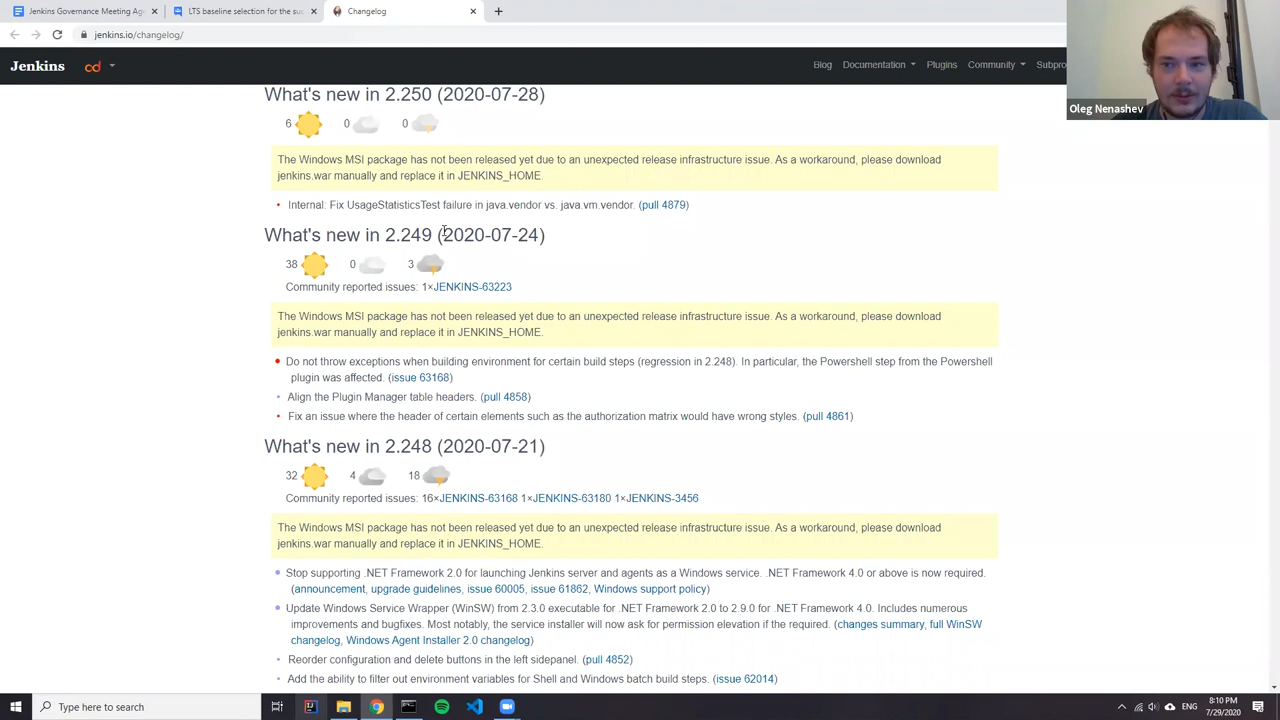 Jenkins Governance Meeting Age
LTS baseline selection for the suc
Changelog
jenkins.io/changelog/
Jenkins
cd
Blog
Documentation
Plugins
Community
Subpro
Oleg Nenashev
What's new in 2.250 (2020-07-28)
6 0 0
The Windows MSI package has not been released yet due to an unexpected release infrastructure issue. As a workaround, please download
jenkins.war manually and replace it in JENKINS_HOME.
Internal: Fix UsageStatisticsTest failure in java.vendor vs. java.vm.vendor. (pull 4879)
What's new in 2.249 (2020-07-24)
38 0 3
Community reported issues: 1×JENKINS-63223
The Windows MSI package has not been released yet due to an unexpected release infrastructure issue. As a workaround, please download
jenkins.war manually and replace it in JENKINS_HOME.
Do not throw exceptions when building environment for certain build steps (regression in 2.248). In particular, the Powershell step from the Powershell
plugin was affected. (issue 63168)
Align the Plugin Manager table headers. (pull 4858)
Fix an issue where the header of certain elements such as the authorization matrix would have wrong styles. (pull 4861)
What's new in 2.248 (2020-07-21)
32 4 18
Community reported issues: 16×JENKINS-63168 1×JENKINS-63180 1×JENKINS-3456
The Windows MSI package has not been released yet due to an unexpected release infrastructure issue. As a workaround, please download
jenkins.war manually and replace it in JENKINS_HOME.
Stop supporting .NET Framework 2.0 for launching Jenkins server and agents as a Windows service. .NET Framework 4.0 or above is now required.
(announcement, upgrade guidelines, issue 60005, issue 61862, Windows support policy)
Update Windows Service Wrapper (WinSW) from 2.3.0 executable for .NET Framework 2.0 to 2.9.0 for .NET Framework 4.0. Includes numerous
improvements and bugfixes. Most notably, the service installer will now ask for permission elevation if the required. (changes summary, full WinSW
changelog, Windows Agent Installer 2.0 changelog)
Reorder configuration and delete buttons in the left sidepanel. (pull 4852)
Add the ability to filter out environment variables for Shell and Windows batch build steps. (issue 62014)
Type here to search
ENG
8:10 PM
7/29/2020